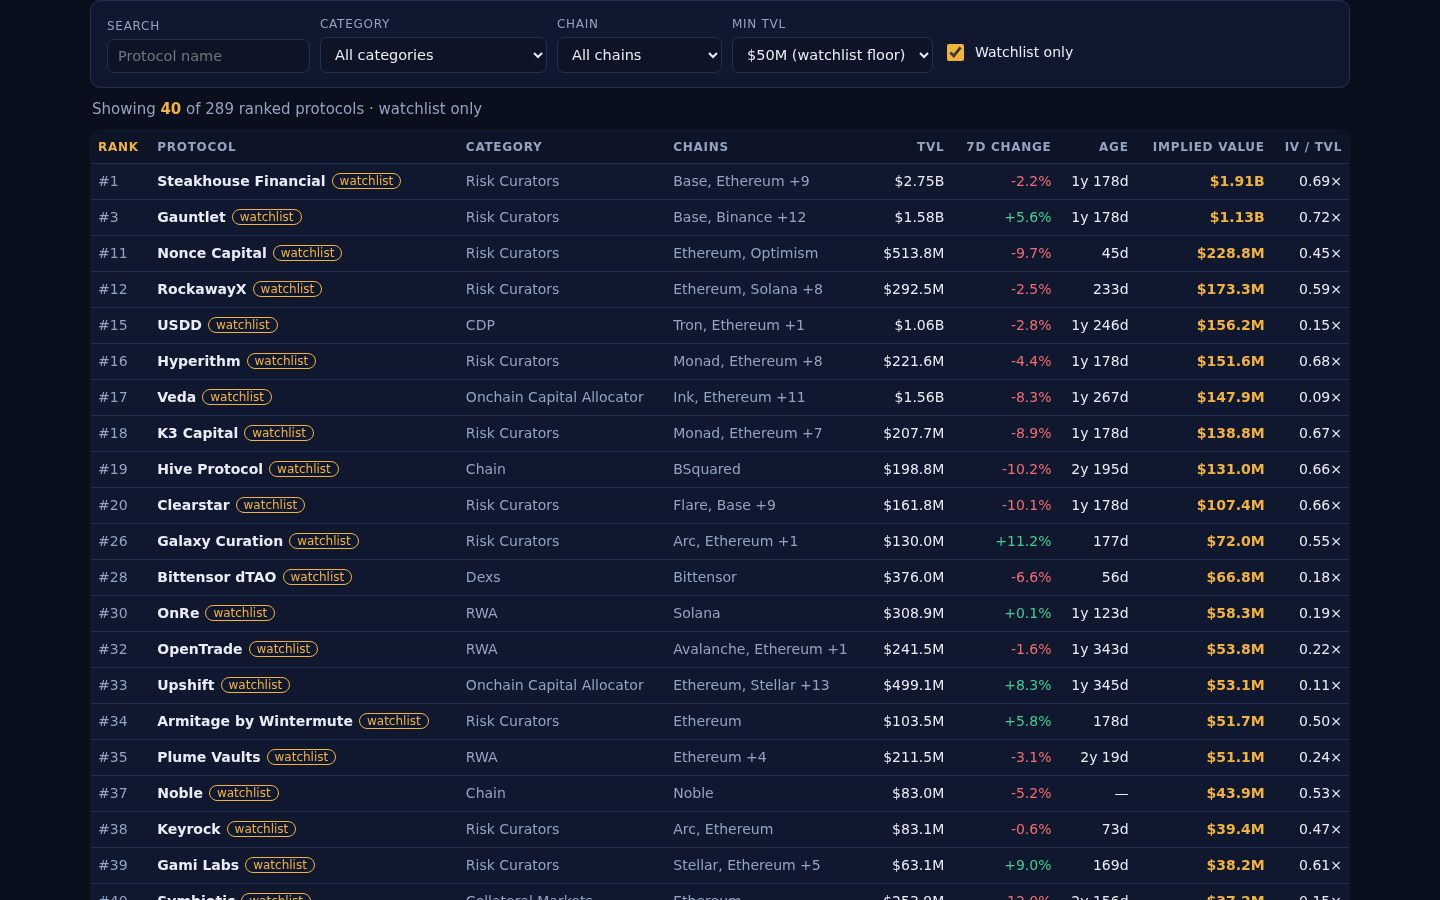 SEARCH CATEGORY CHAIN MIN TVL
Protocol name All categories All chains $50M (watchlist floor) Watchlist only
Showing 40 of 289 ranked protocols · watchlist only
RANK PROTOCOL CATEGORY CHAINS TVL 7D CHANGE AGE IMPLIED VALUE IV / TVL
#1 Steakhouse Financial watchlist Risk Curators Base, Ethereum +9 $2.75B -2.2% 1y 178d $1.91B 0.69×
#3 Gauntlet watchlist Risk Curators Base, Binance +12 $1.58B +5.6% 1y 178d $1.13B 0.72×
#11 Nonce Capital watchlist Risk Curators Ethereum, Optimism $513.8M -9.7% 45d $228.8M 0.45×
#12 RockawayX watchlist Risk Curators Ethereum, Solana +8 $292.5M -2.5% 233d $173.3M 0.59×
#15 USDD watchlist CDP Tron, Ethereum +1 $1.06B -2.8% 1y 246d $156.2M 0.15×
#16 Hyperithm watchlist Risk Curators Monad, Ethereum +8 $221.6M -4.4% 1y 178d $151.6M 0.68×
#17 Veda watchlist Onchain Capital Allocator Ink, Ethereum +11 $1.56B -8.3% 1y 267d $147.9M 0.09×
#18 K3 Capital watchlist Risk Curators Monad, Ethereum +7 $207.7M -8.9% 1y 178d $138.8M 0.67×
#19 Hive Protocol watchlist Chain BSquared $198.8M -10.2% 2y 195d $131.0M 0.66×
#20 Clearstar watchlist Risk Curators Flare, Base +9 $161.8M -10.1% 1y 178d $107.4M 0.66×
#26 Galaxy Curation watchlist Risk Curators Arc, Ethereum +1 $130.0M +11.2% 177d $72.0M 0.55×
#28 Bittensor dTAO watchlist Dexs Bittensor $376.0M -6.6% 56d $66.8M 0.18×
#30 OnRe watchlist RWA Solana $308.9M +0.1% 1y 123d $58.3M 0.19×
#32 OpenTrade watchlist RWA Avalanche, Ethereum +1 $241.5M -1.6% 1y 343d $53.8M 0.22×
#33 Upshift watchlist Onchain Capital Allocator Ethereum, Stellar +13 $499.1M +8.3% 1y 345d $53.1M 0.11×
#34 Armitage by Wintermute watchlist Risk Curators Ethereum $103.5M +5.8% 178d $51.7M 0.50×
#35 Plume Vaults watchlist RWA Ethereum +4 $211.5M -3.1% 2y 19d $51.1M 0.24×
#37 Noble watchlist Chain Noble $83.0M -5.2% — $43.9M 0.53×
#38 Keyrock watchlist Risk Curators Arc, Ethereum $83.1M -0.6% 73d $39.4M 0.47×
#39 Gami Labs watchlist Risk Curators Stellar, Ethereum +5 $63.1M +9.0% 169d $38.2M 0.61×
#40 Symbiotic watchlist Collateral Markets Ethereum